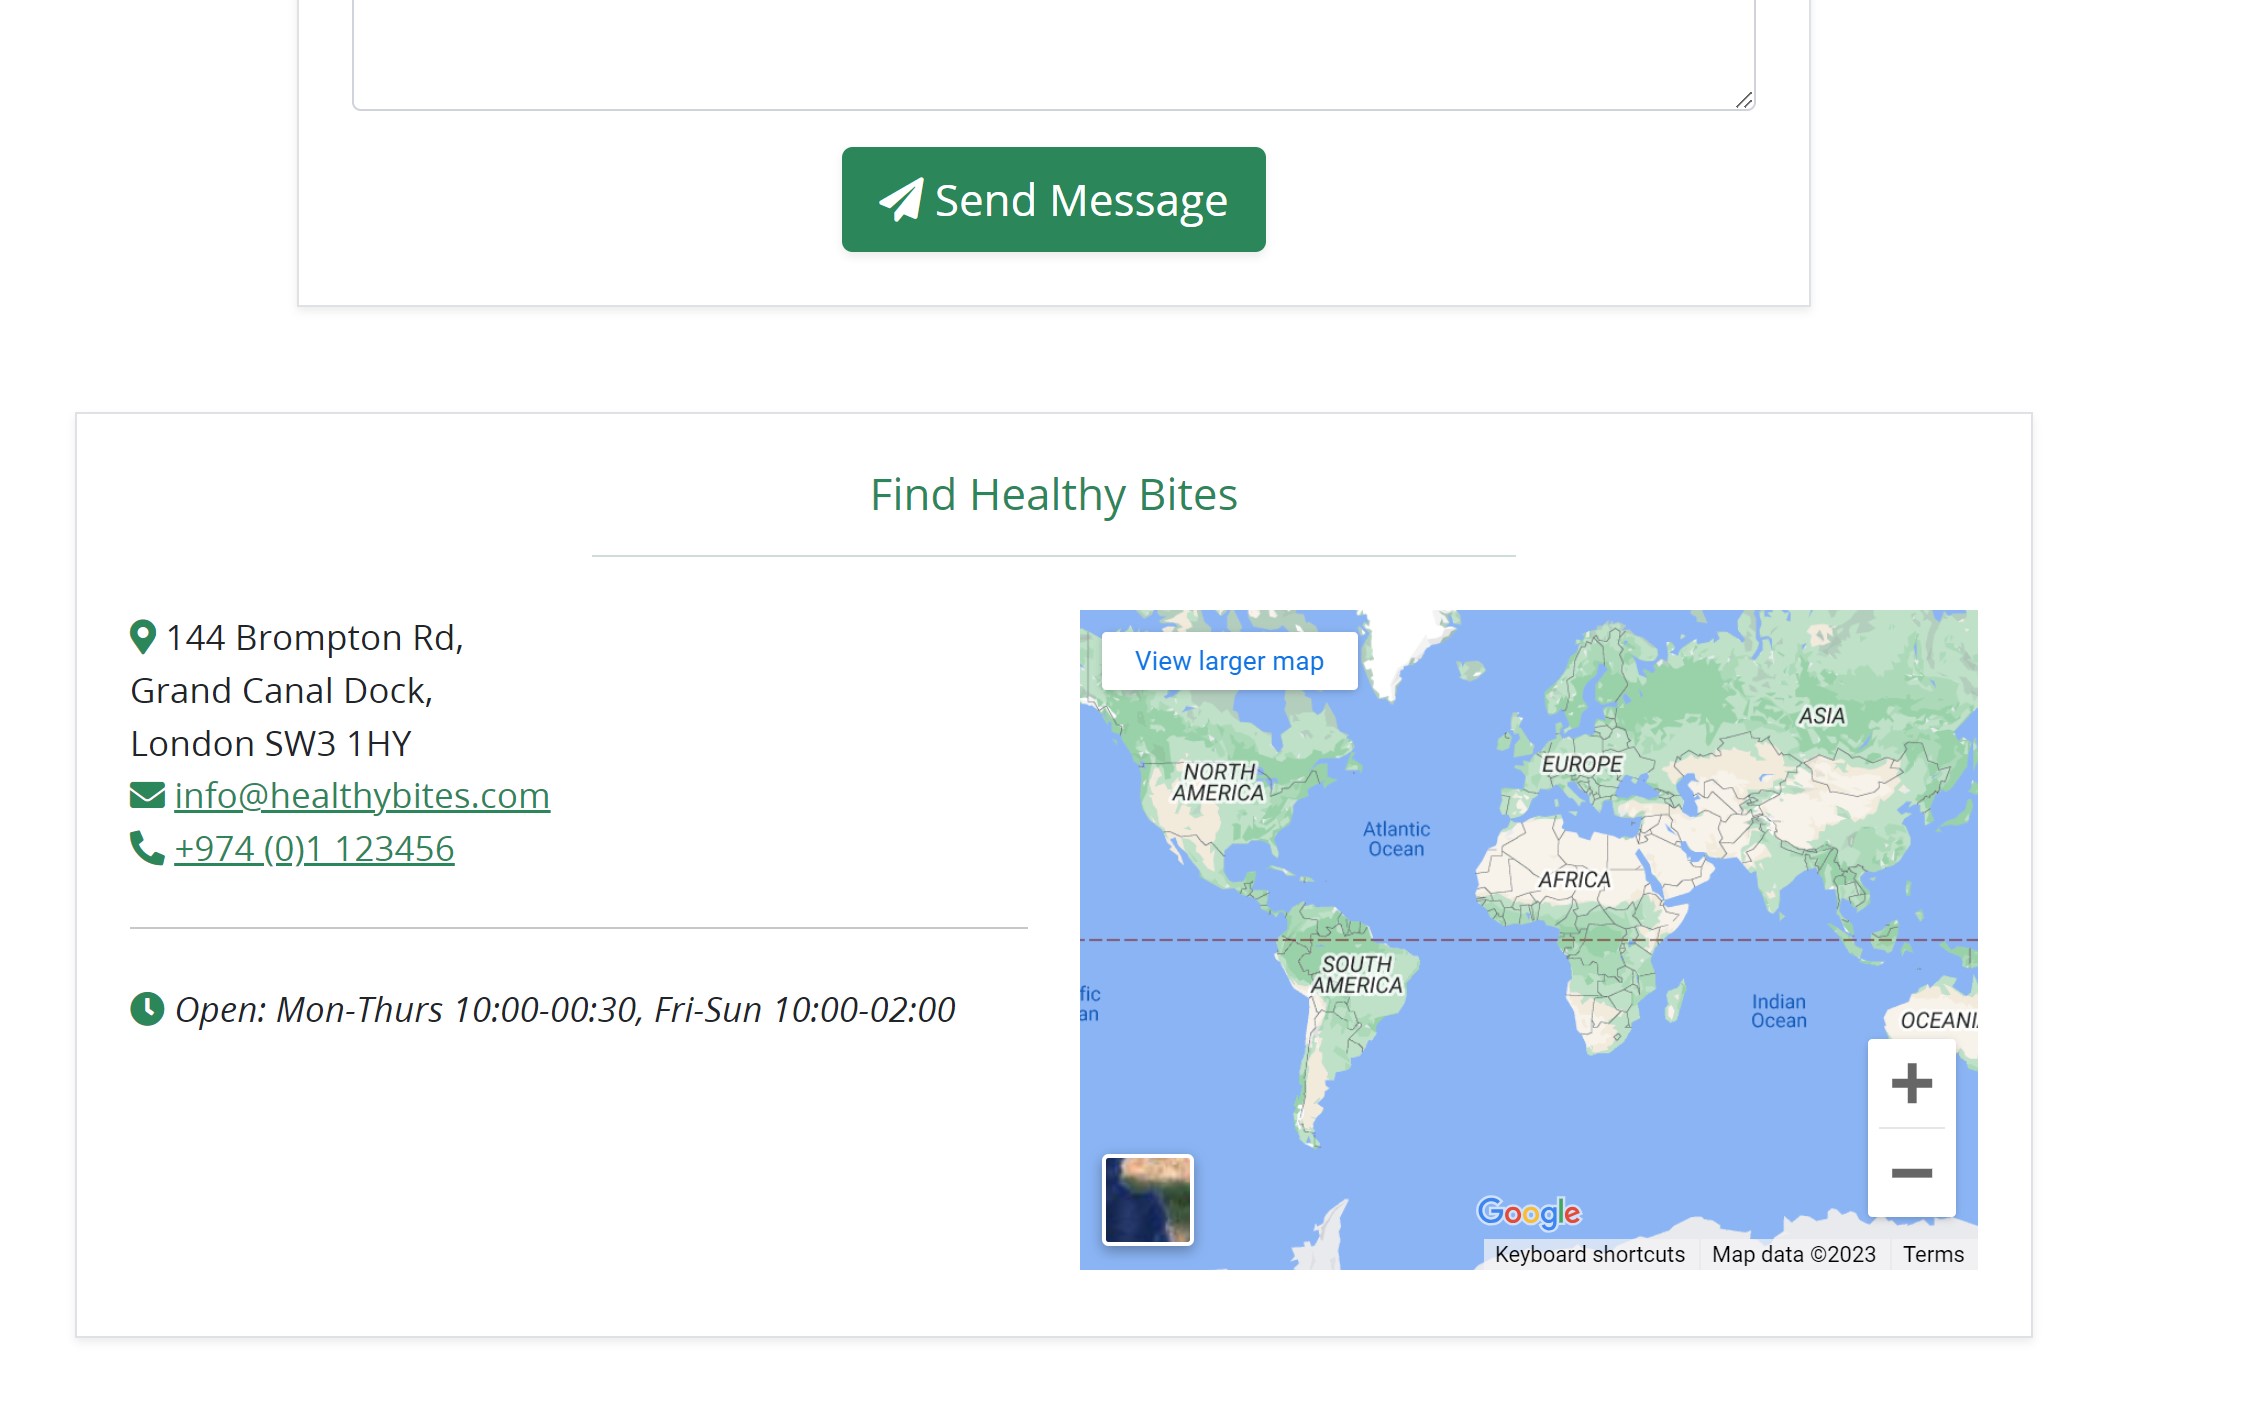 Send Message
Find Healthy Bites
144 Brompton Rd,
Grand Canal Dock,
London SW3 1HY
info@healthybites.com
+974 (0)1 123456
Open: Mon-Thurs 10:00-00:30, Fri-Sun 10:00-02:00
View larger map
ASIA
EUROPE
NORTH
AMERICA
Atlantic
Ocean
AFRICA
SOUTH
AMERICA
fic
an
Indian
Ocean
OCEANI
Google
Keyboard shortcuts
Map data ©2023
Terms